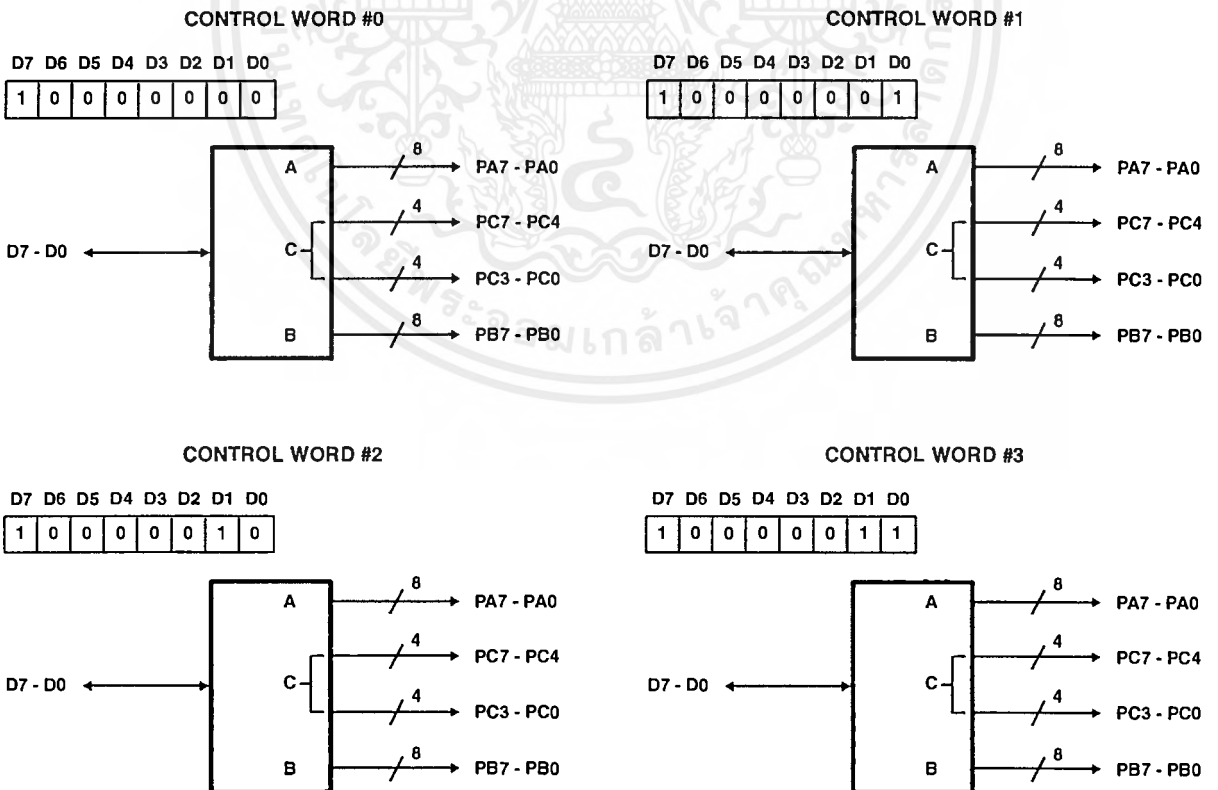 CONTROL WORD #0
D7 D6 D5 D4 D3 D2 D1 D0
1 0 0 0 0 0 0 0
A
8
PA7 - PA0
4
PC7 - PC4
D7 - D0
C
4
PC3 - PC0
8
B
PB7 - PB0
CONTROL WORD #1
D7 D6 D5 D4 D3 D2 D1 D0
1 0 0 0 0 0 0 1
A
8
PA7 - PA0
4
PC7 - PC4
D7 - D0
C
4
PC3 - PC0
8
B
PB7 - PB0
CONTROL WORD #2
D7 D6 D5 D4 D3 D2 D1 D0
1 0 0 0 0 0 1 0
A
8
PA7 - PA0
4
PC7 - PC4
D7 - D0
C
4
PC3 - PC0
8
B
PB7 - PB0
CONTROL WORD #3
D7 D6 D5 D4 D3 D2 D1 D0
1 0 0 0 0 0 1 1
A
8
PA7 - PA0
4
PC7 - PC4
D7 - D0
C
4
PC3 - PC0
8
B
PB7 - PB0